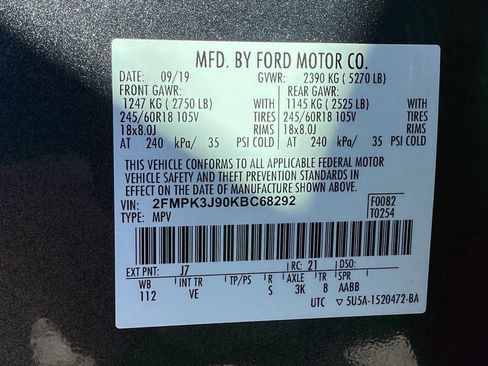 MFD. BY FORD MOTOR CO.
DATE: 09/19 GVWR: 2390 KG ( 5270 LB)
FRONT GAWR: REAR GAWR:
1247 KG ( 2750 LB) WITH 1145 KG ( 2525 LB) WITH
245/60R18 105V TIRES 245/60R18 105V TIRES
18x8.0J RIMS 18x8.0J RIMS
AT 240 kPa/ 35 PSI COLD AT 240 kPa/ 35 PSI COLD
THIS VEHICLE CONFORMS TO ALL APPLICABLE FEDERAL MOTOR
VEHICLE SAFETY AND THEFT PREVENTION STANDARDS IN
EFFECT ON THE DATE OF MANUFACTURE SHOWN ABOVE.
VIN: 2FMPK3J90KBC68292 F0082
TYPE: MPV T0254
EXT PNT: J7 RC: 21 DSO:
WB INT TR TP/PS R AXLE TR SPR
112 VE S 3K 8 AABB
UTC ▽5U5A-1520472-BA